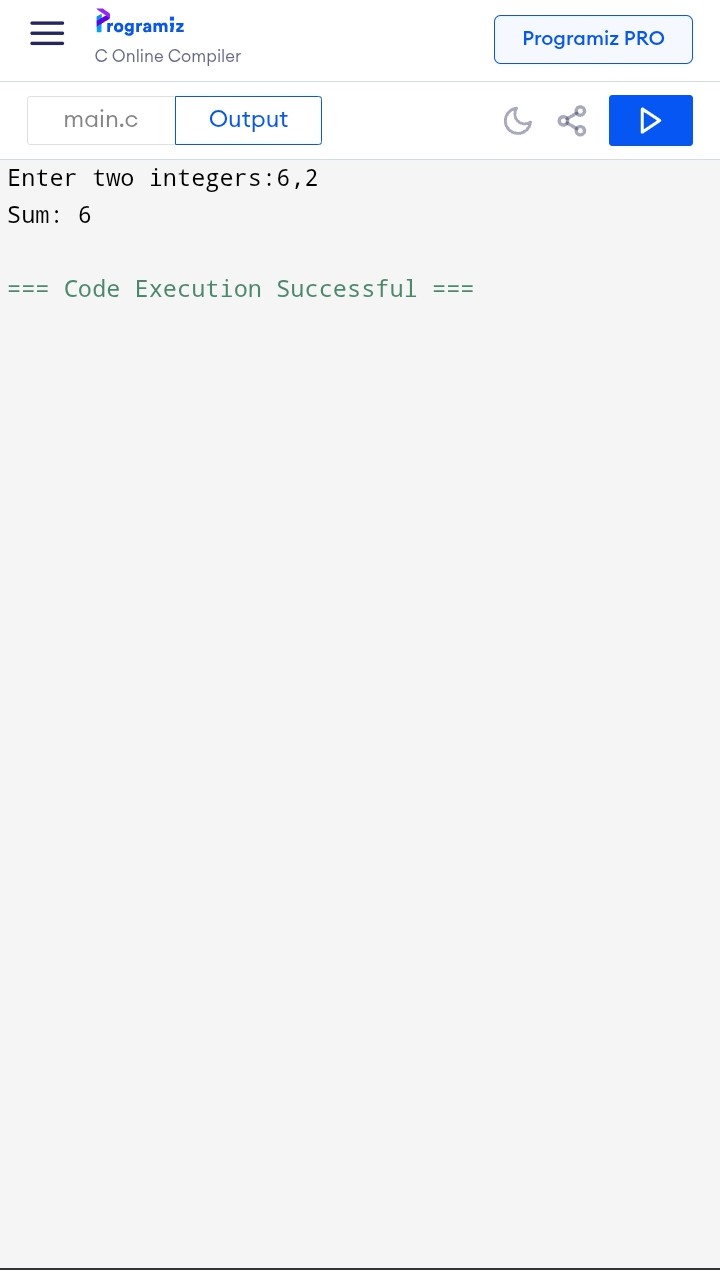 Programiz
C Online Compiler
Programiz PRO
main.c
Output
Enter two integers:6,2
Sum: 6
=== Code Execution Successful ===